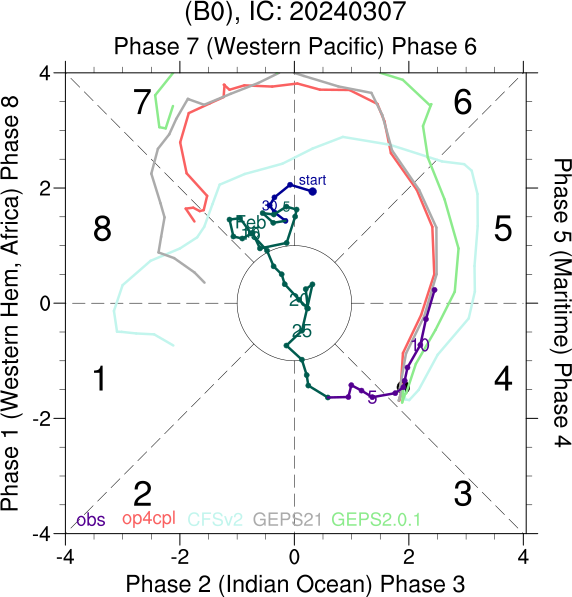 (B0), IC: 20240307
Phase 7 (Western Pacific) Phase 6
4
7
6
Phase 1 (Western Hem, Africa) Phase 8
start
2
30 5
Feb
8
5
0
20
25
10
Phase 5 (Maritime) Phase 4
1
4
5
-2
2
3
obs op4cpl CFSv2 GEPS21 GEPS2.0.1
-4
-4 -2 0 2 4
Phase 2 (Indian Ocean) Phase 3